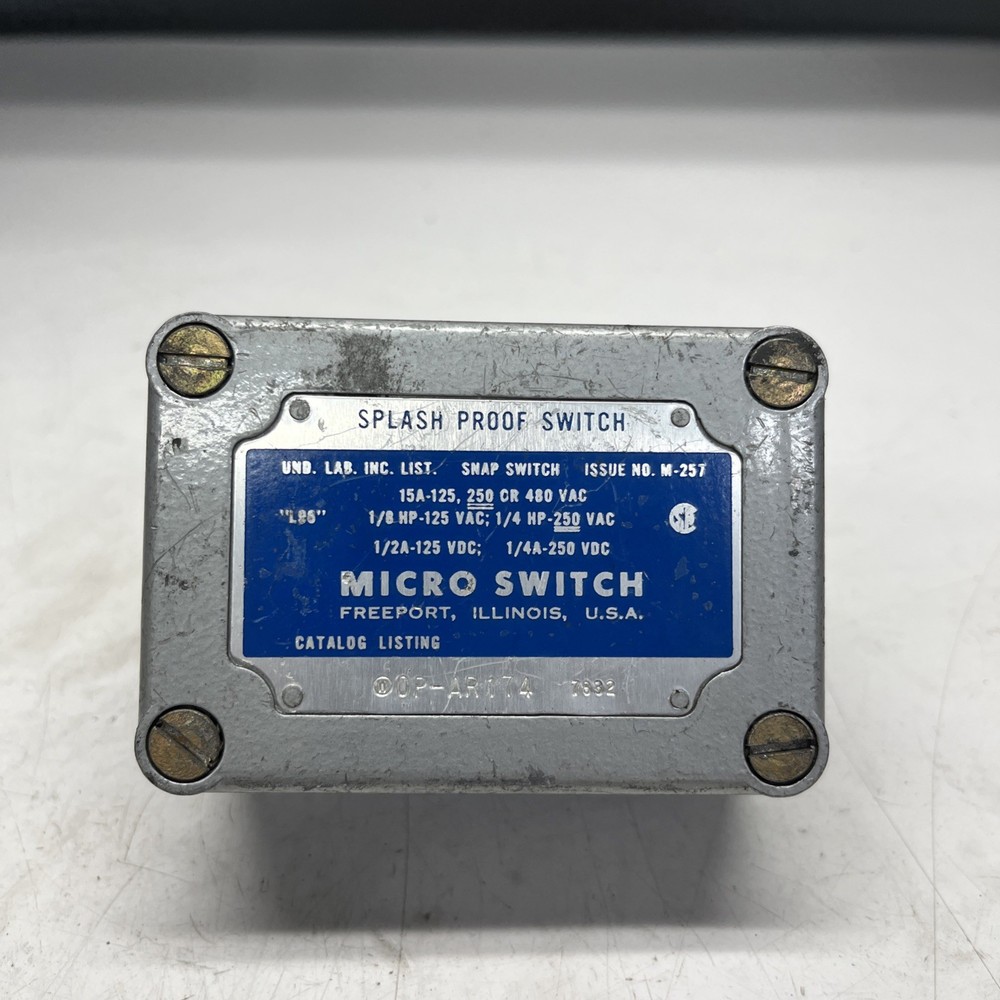 SPLASH PROOF SWITCH
UND. LAB. INC. LIST. SNAP SWITCH ISSUE NO. M-257
15A-125, 250 OR 480 VAC
"L96" 1/8 HP-125 VAC; 1/4 HP-250 VAC
1/2A-125 VDC; 1/4A-250 VDC
MICRO SWITCH
FREEPORT, ILLINOIS, U.S.A.
CATALOG LISTING
OP-AR174 7632